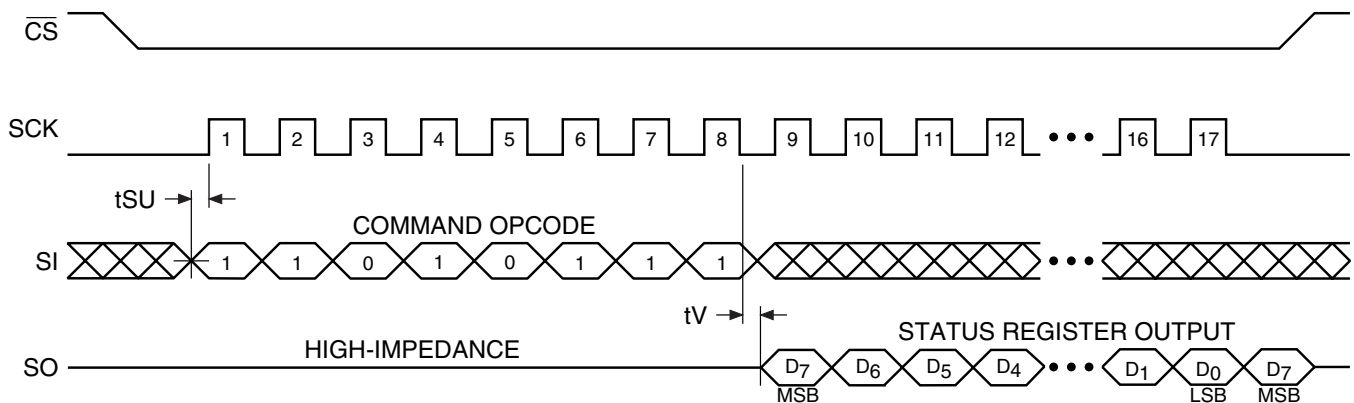 CS
SCK 1 2 3 4 5 6 7 8 9 10 11 12 ••• 16 17
tSU
COMMAND OPCODE
SI 1 1 0 1 0 1 1 1 •••
tV
STATUS REGISTER OUTPUT
HIGH-IMPEDANCE
SO D7 D6 D5 D4 ••• D1 D0 D7
MSB LSB MSB